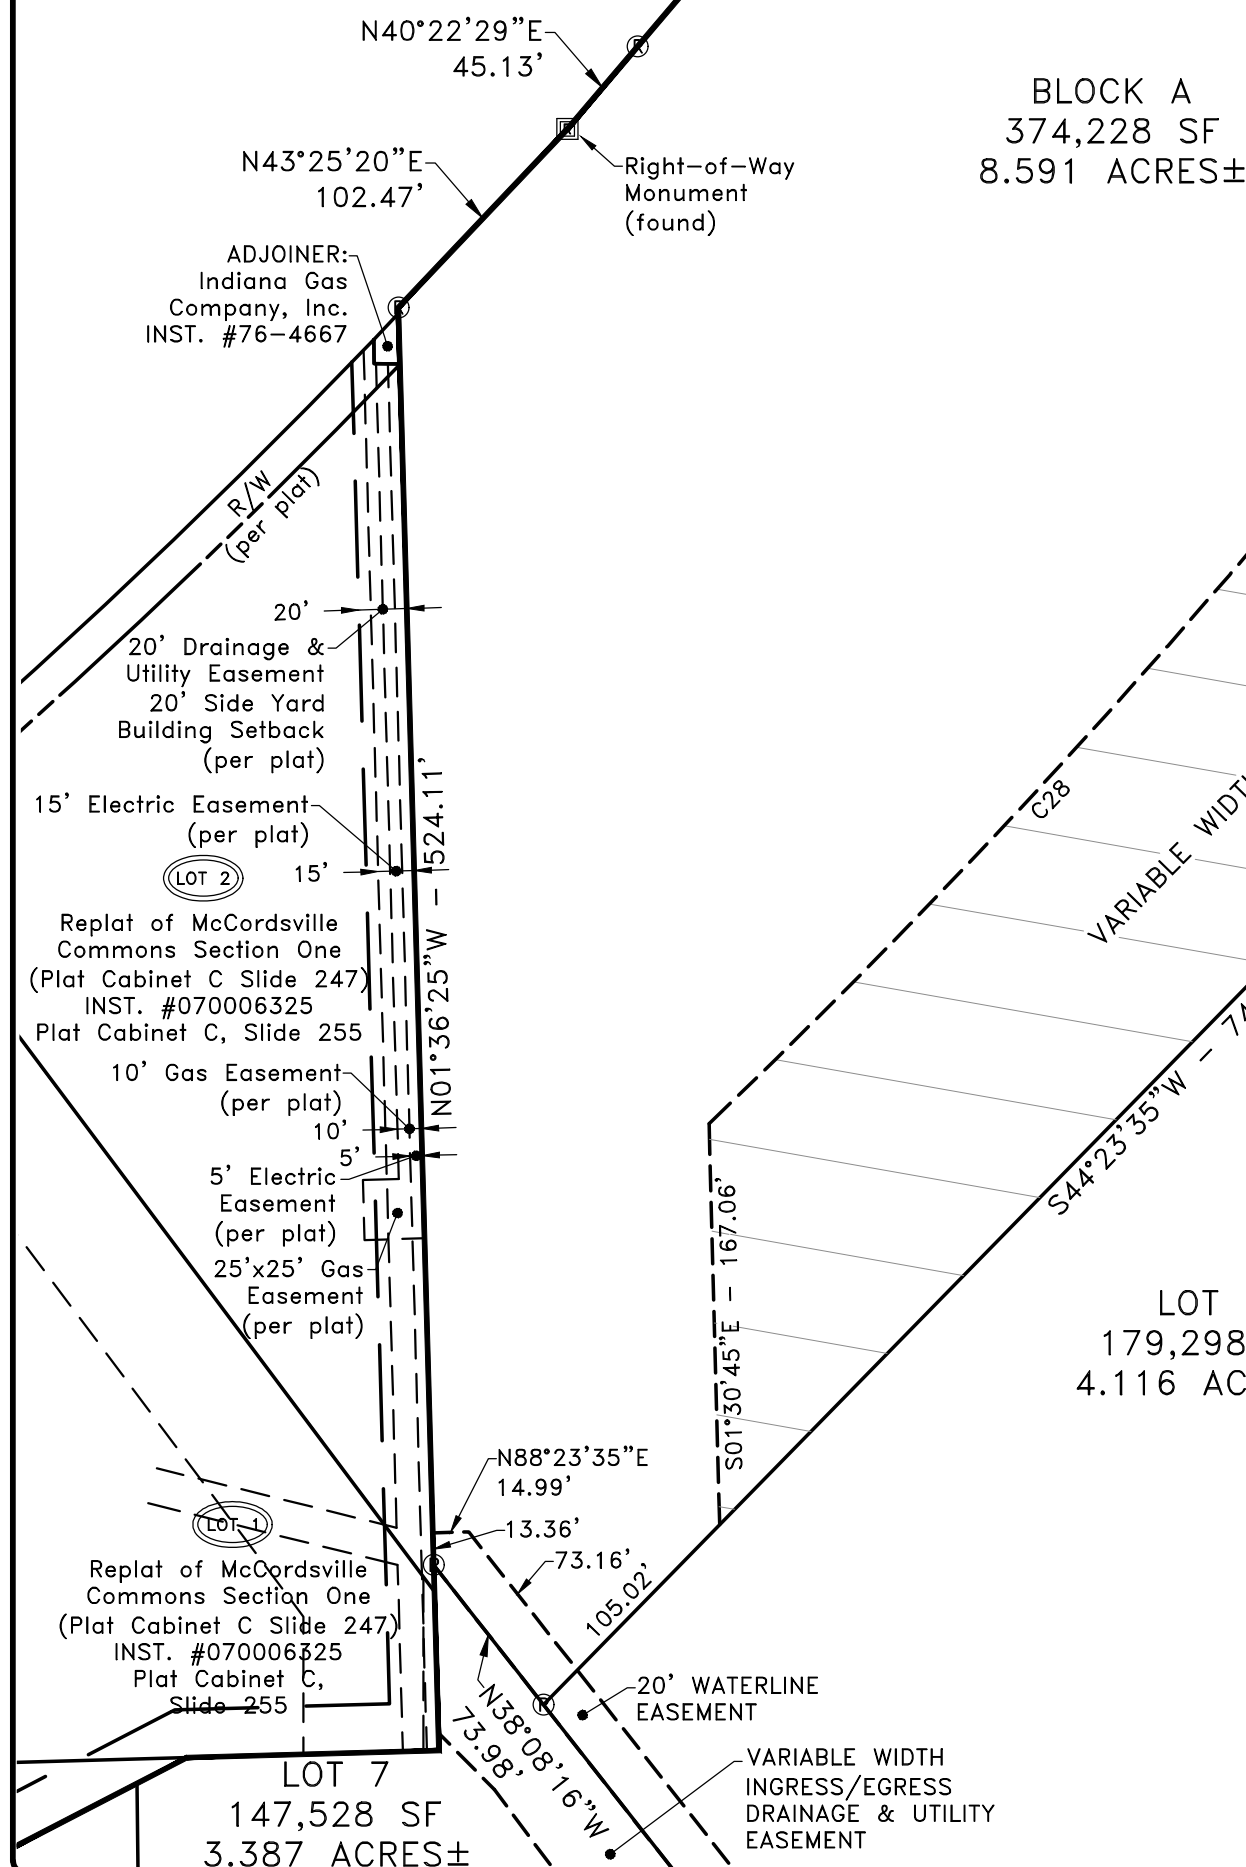 N40°22'29"E
45.13'
BLOCK A
374,228 SF
8.591 ACRES±
N43°25'20"E
102.47'
Right-of-Way
Monument
(found)
ADJOINER:
Indiana Gas
Company, Inc.
INST. #76-4667
R/W
(per plat)
20'
20' Drainage &
Utility Easement
20' Side Yard
Building Setback
(per plat)
15' Electric Easement
(per plat)
15'
LOT 2
Replat of McCordsville
Commons Section One
(Plat Cabinet C Slide 247)
INST. #070006325
Plat Cabinet C, Slide 255
N01°36'25"W - 524.11'
C28
VARIABLE WIDTH
S44°23'35"W - 74
10' Gas Easement
(per plat)
10'
5'
5' Electric
Easement
(per plat)
25'x25' Gas
Easement
(per plat)
S01°30'45"E - 167.06'
LOT
179,298
4.116 AC
N88°23'35"E
14.99'
13.36'
73.16'
105.02'
LOT 1
Replat of McCordsville
Commons Section One
(Plat Cabinet C Slide 247)
INST. #070006325
Plat Cabinet C,
Slide 255
20' WATERLINE
EASEMENT
N38°08'16"W
73.98'
VARIABLE WIDTH
INGRESS/EGRESS
DRAINAGE & UTILITY
EASEMENT
LOT 7
147,528 SF
3.387 ACRES±